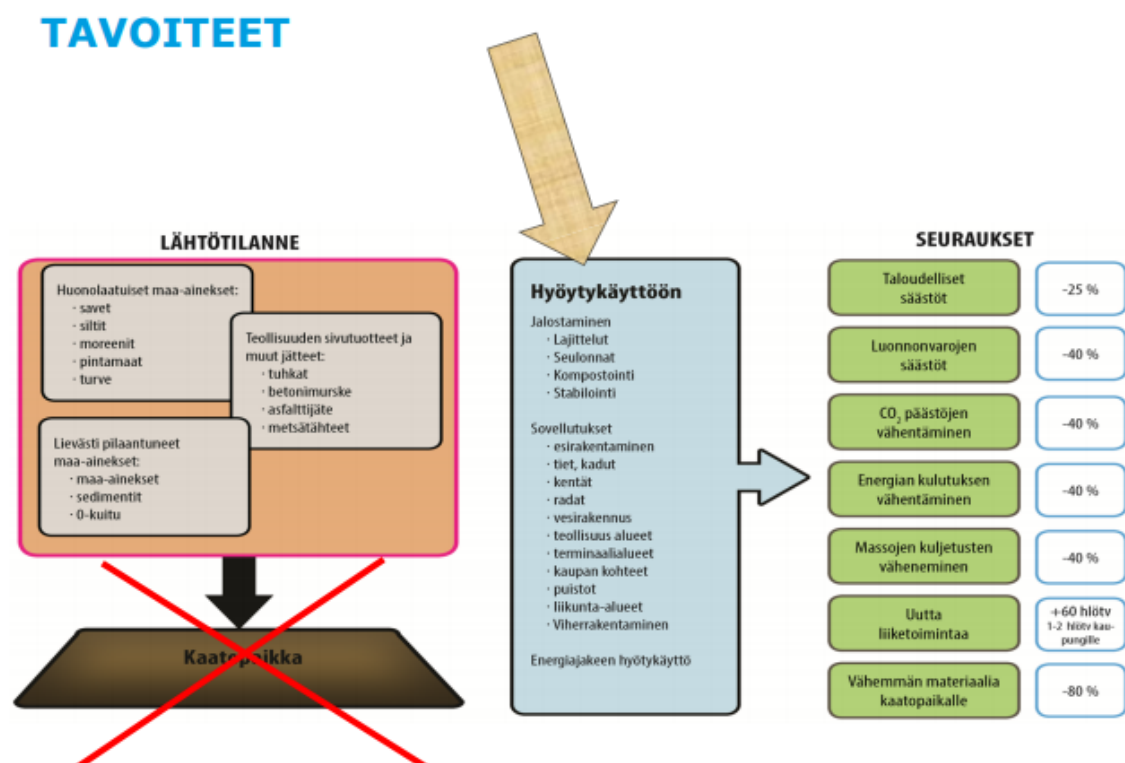 TAVOITEET
LÄHTÖTILANNE
Huonolaatuiset maa-ainekset:
· savet
· siltit
· moreenit
· pintamaat
· turve
Teollisuuden sivutuotteet ja
muut jätteet:
· tuhkat
· betonimurske
· asfalttijäte
· metsätähteet
Lievästi pilaantuneet
maa-ainekset:
· maa-ainekset
· sedimentit
· 0-kuitu
Kaatopaikka
Hyöytykäyttöön
Jalostaminen
· Lajittelut
· Seulonnat
· Kompostointi
· Stabilointi
Sovellutukset
· esirakentaminen
· tiet, kadut
· kentät
· radat
· vesirakennus
· teollisuus alueet
· terminaalialueet
· kaupan kohteet
· puistot
· liikunta-alueet
· Viherrakentaminen
Energiajakeen hyötykäyttö
SEURAUKSET
Taloudelliset
säästöt
-25 %
Luonnonvarojen
säästöt
-40 %
CO₂ päästöjen
vähentäminen
-40 %
Energian kulutuksen
vähentäminen
-40 %
Massojen kuljetusten
väheneminen
-40 %
Uutta
liiketoimintaa
+60 hlötv
1-2 hlötv kau-
pungille
Vähemmän materiaalia
kaatopaikalle
-80 %